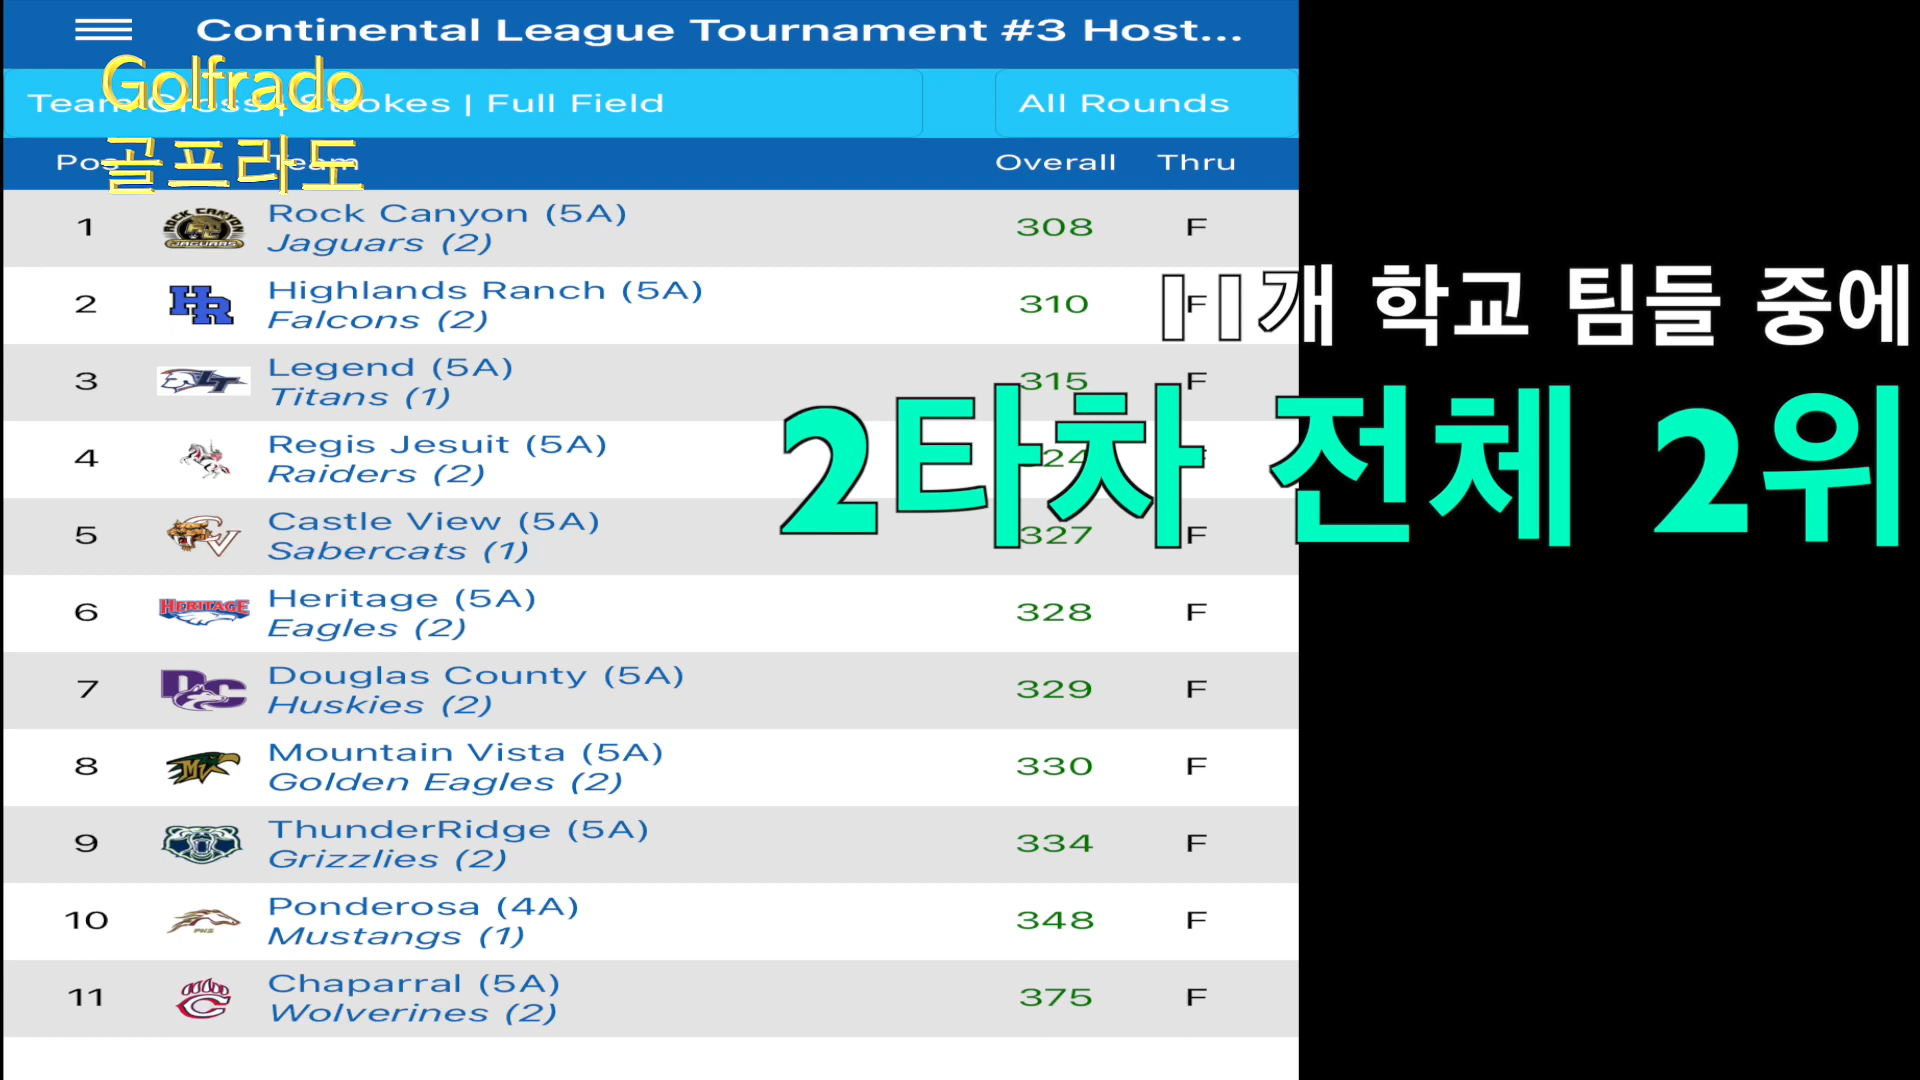 Continental League Tournament #3 Host...
Golfrado
Team Gross | Strokes | Full Field
All Rounds
골프라도
Pos Team Overall Thru
1 Rock Canyon (5A) 308 F
Jaguars (2)
2 Highlands Ranch (5A) 310 F
Falcons (2)
개 학교 팀들 중에
3 Legend (5A) 315 F
Titans (1)
2타차 전체 2위
4 Regis Jesuit (5A)
Raiders (2)
5 Castle View (5A) 327 F
Sabercats (1)
6 HERITAGE Heritage (5A) 328 F
Eagles (2)
7 DC Douglas County (5A) 329 F
Huskies (2)
8 MV Mountain Vista (5A) 330 F
Golden Eagles (2)
9 ThunderRidge (5A) 334 F
Grizzlies (2)
10 PHS Ponderosa (4A) 348 F
Mustangs (1)
11 Chaparral (5A) 375 F
Wolverines (2)